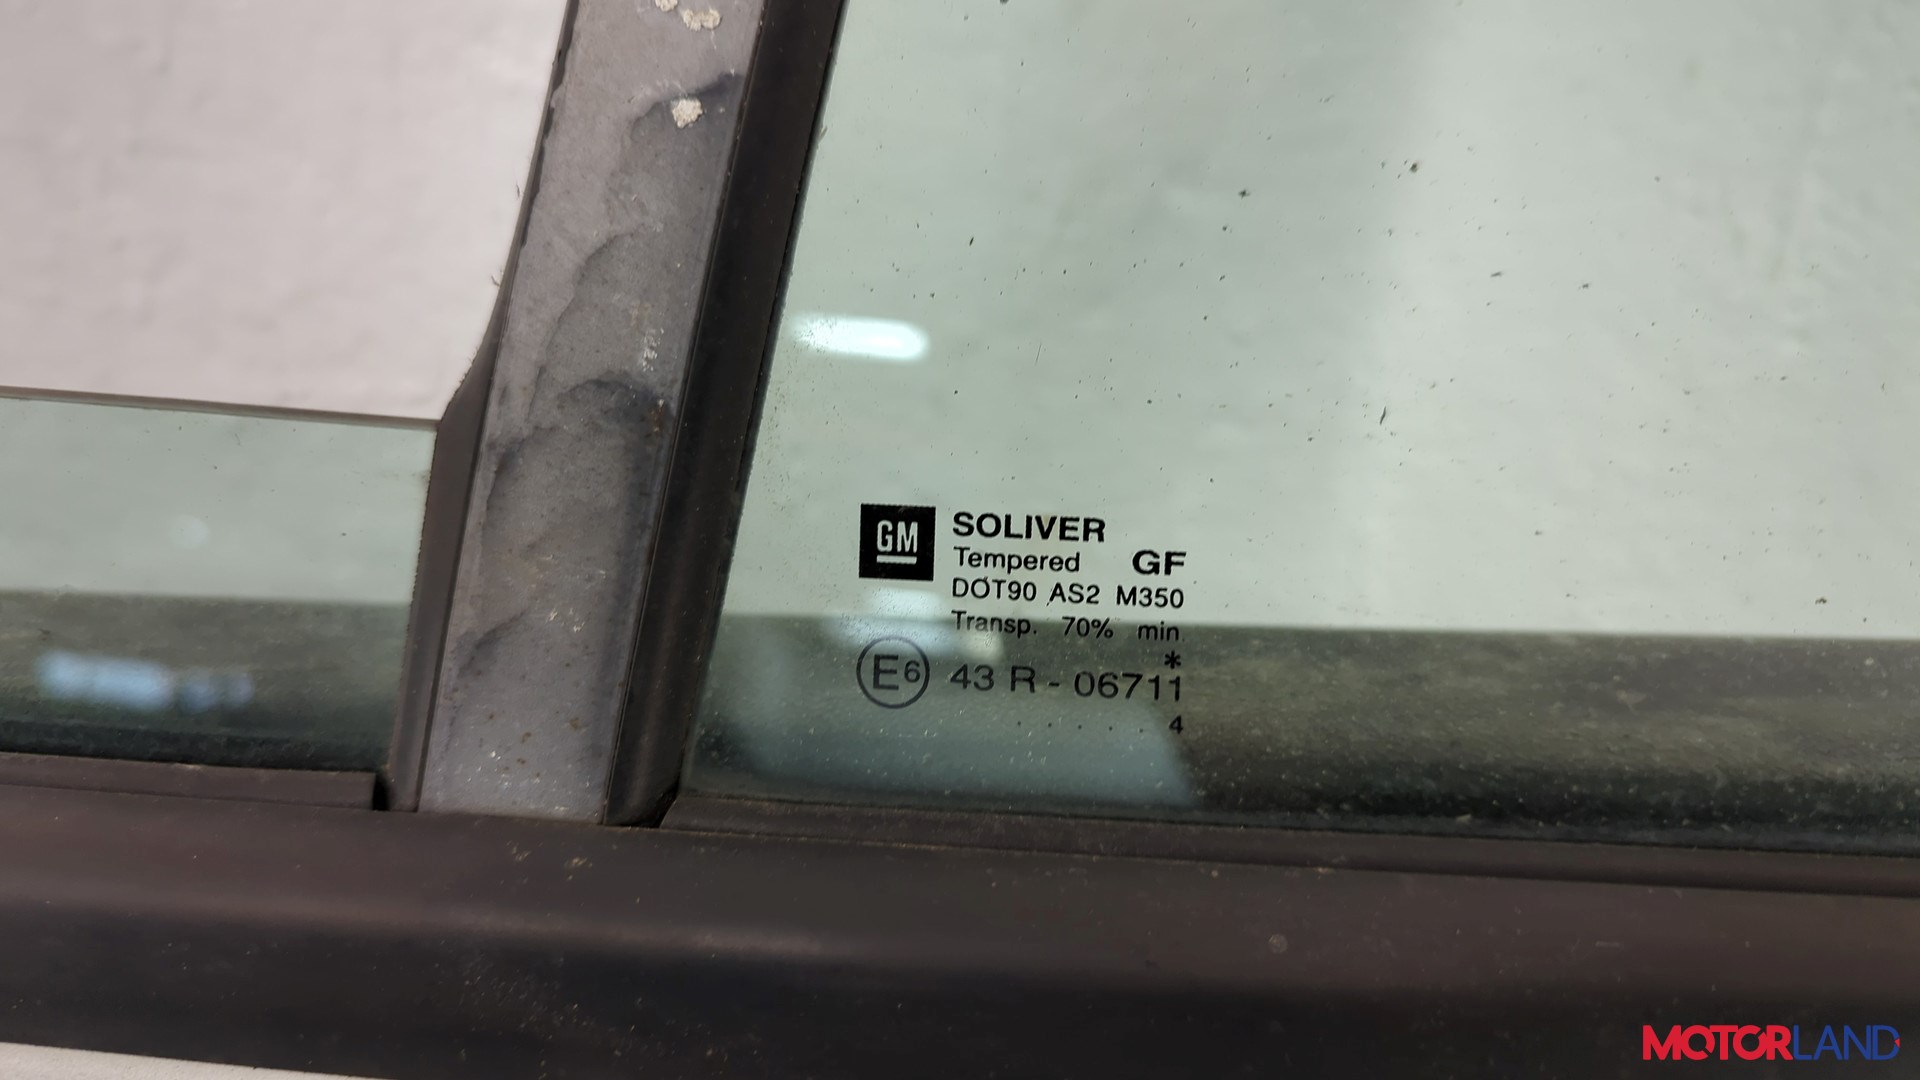 GM SOLIVER
Tempered GF
DOT90 AS2 M350
Transp. 70% min.
*
E6 43 R - 06711
. . . . . . 4
MOTORLAND